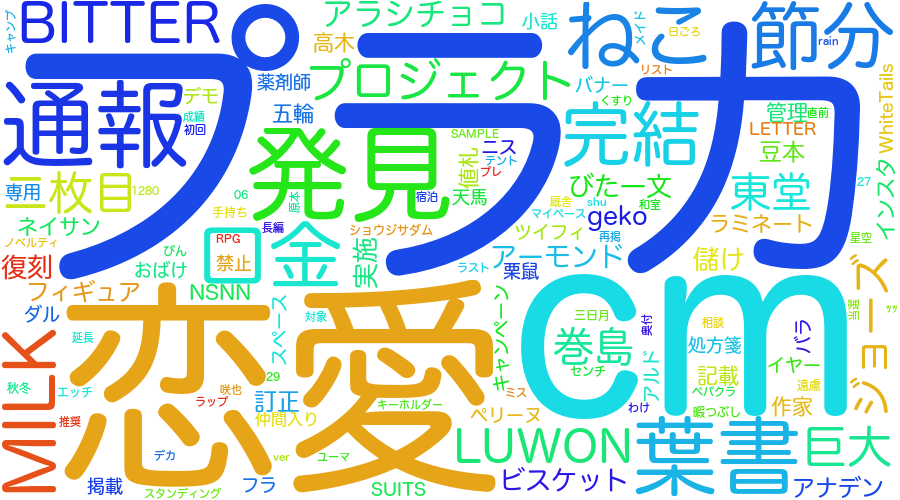 BITTER
アラシチョコ
小話
ねこ
節分
キャンプ
メイド
日ごろ
rain
プラカ
高木
通報
薬剤師
プロジェクト
リスト
バナー
くすり
WhiteTails
デモ
成績
初回
五輪
発見
SAMPLE
完結
管理
直前
LETTER
豆本
専用
二枚目
1280
06
原本
宿泊
値札
ニス
テント
プレ
天馬
びた一文
東堂
27
インスタ
ネイサン
手持ち
長編
厩舎
shu
和室
geko
マイペース
ラミネート
ノベルティ
ぴん
RPG
口
金
実施
ショウジサダム
ツイフィ
再掲
星空
復刻
おばけ
禁止
ラスト
栗鼠
アーモンド
儲け
フィギュア
NSNN
cm
ジョーズ
ダル
恋愛
スペース
対象
キャンペーン
三日月
奥付
相談
MILK
延長
29
巻島
センチ
処方箋
バラ
秋冬
エッチ
咲也
アルド
記載
イヤー
遠慮
推奨
ラップ
訂正
キーホルダー
ミス
ペパクラ
仲間入り
ペリーヌ
わけ
暇つぶし
作家
デカ
ver
ユーマ
LUWON
葉書
巨大
掲載
スタンディング
フラ
SUITS
ビスケット
アナデン